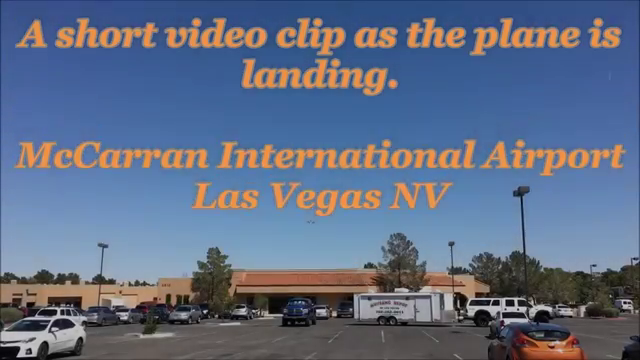 A short video clip as the plane is
landing.
McCarran International Airport
Las Vegas NV